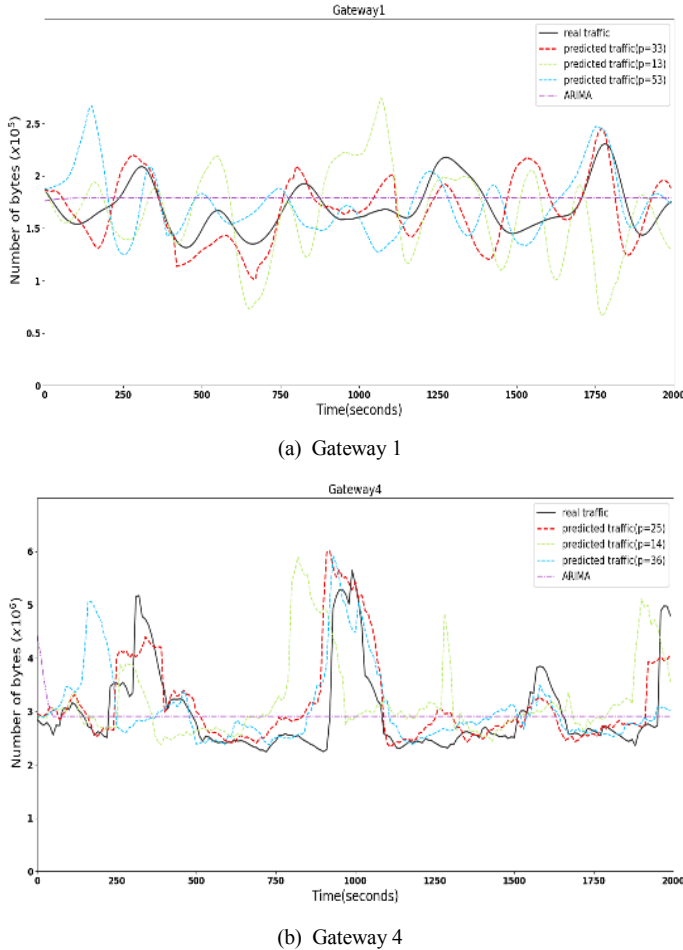 Gateway1
real traffic
predicted traffic(p=33)
predicted traffic(p=13)
predicted traffic(p=53)
ARIMA
Number of bytes (x10⁵)
2.5
2
1.5
1
0.5
0
0 250 500 750 1000 1250 1500 1750 2000
Time(seconds)
(a) Gateway 1
Gateway4
real traffic
predicted traffic(p=25)
predicted traffic(p=14)
predicted traffic(p=36)
ARIMA
Number of bytes (x10⁶)
6
5
4
3
2
1
0
0 250 500 750 1000 1250 1500 1750 2000
Time(seconds)
(b) Gateway 4